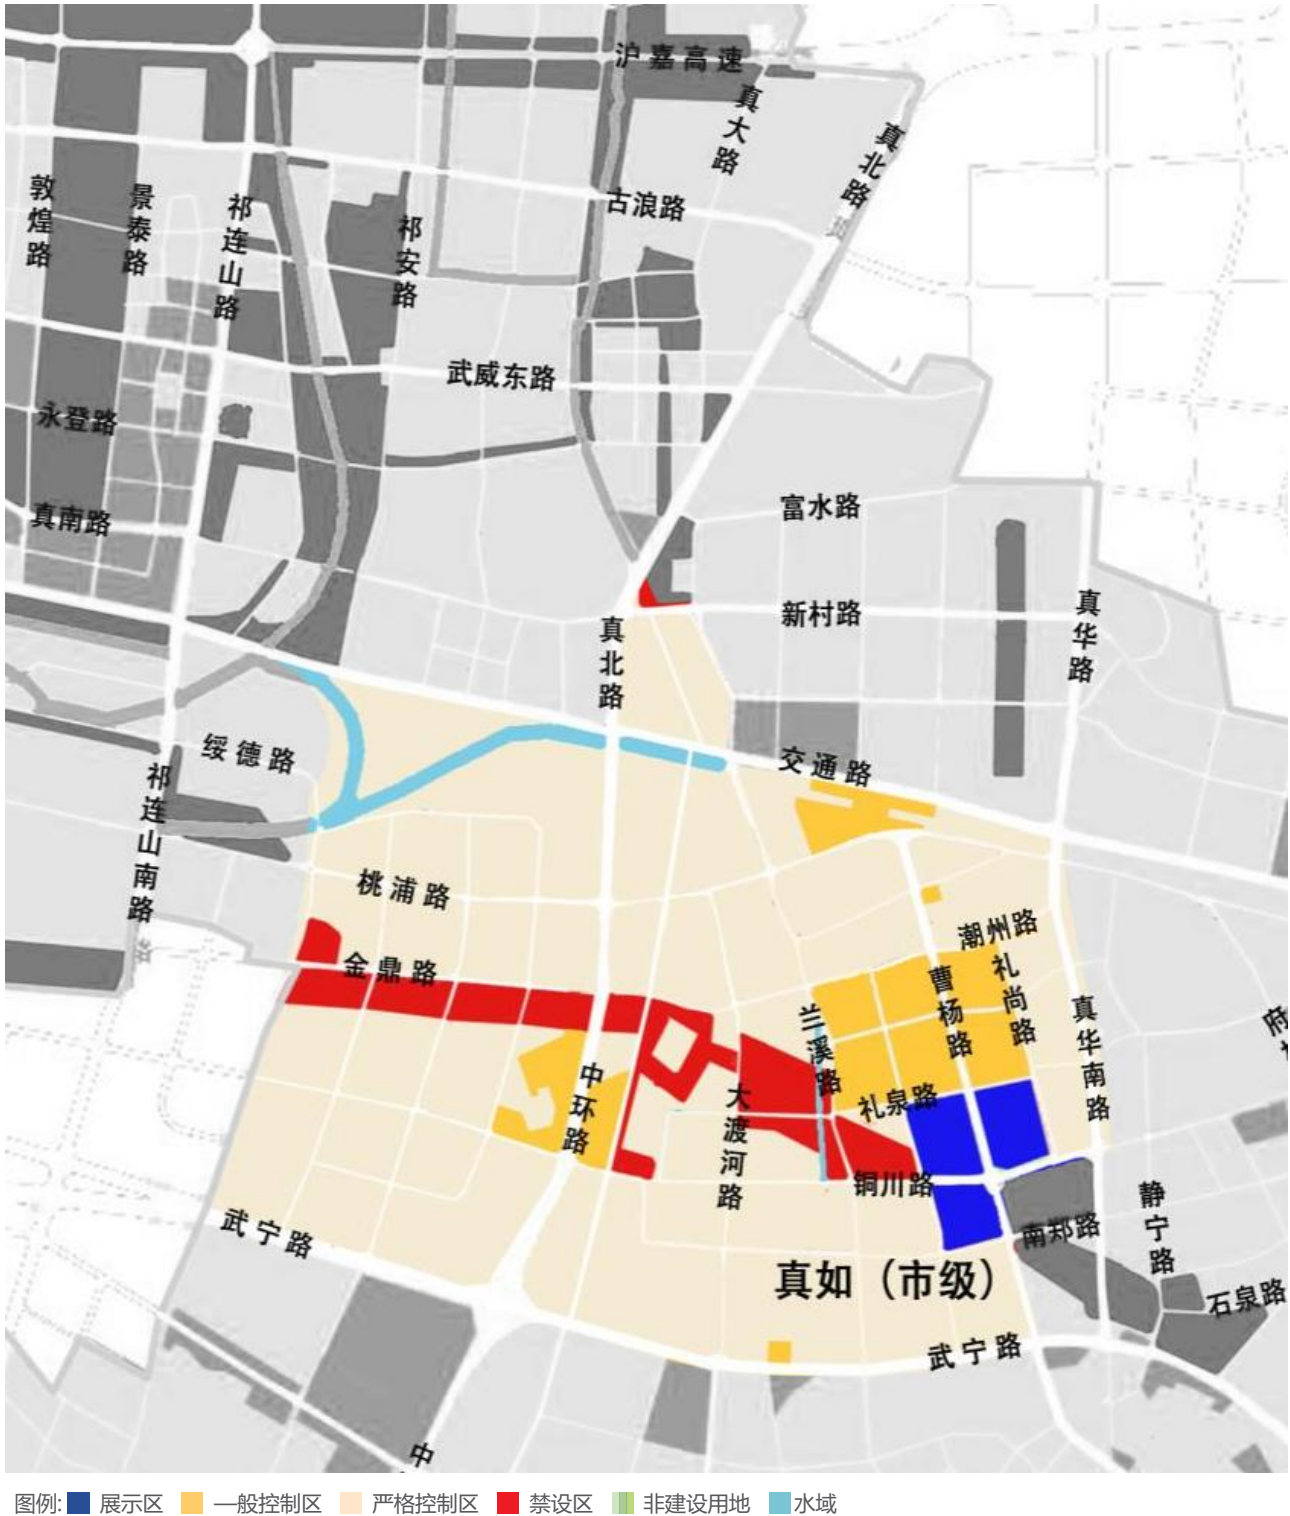 沪嘉高速
真大路
真北路
古浪路
敦煌路
景泰路
祁连山路
祁安路
武威东路
永登路
真南路
富水路
新村路
真华路
真北路
绥德路
交通路
祁连山南路
桃浦路
金鼎路
潮州路
礼尚路
曹杨路
兰溪路
真华南路
中环路
大渡河路
礼泉路
铜川路
静宁路
南郑路
武宁路
真如（市级）
石泉路
武宁路
中
图例: 展示区 一般控制区 严格控制区 禁设区 非建设用地 水域